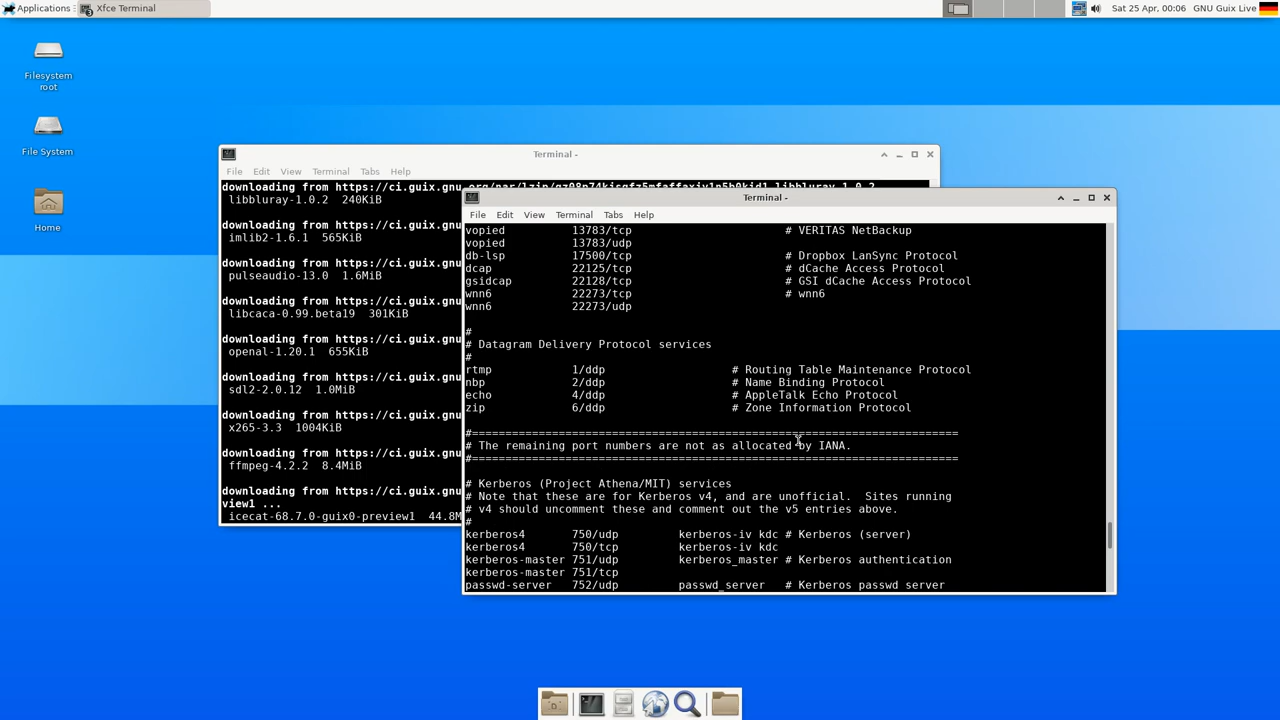 Applications
Xfce Terminal
Sat 25 Apr, 00:06
GNU Guix Live
Filesystem
root
File System
Home
Terminal -
File Edit View Terminal Tabs Help
downloading from https://ci.guix.gnu.org/nar/lzip/
libbluray-1.0.2 240KiB
downloading from https://ci.guix.gnu
imlib2-1.6.1 565KiB
downloading from https://ci.guix.gnu
pulseaudio-13.0 1.6MiB
downloading from https://ci.guix.gnu
libcaca-0.99.beta19 301KiB
downloading from https://ci.guix.gnu
openal-1.20.1 655KiB
downloading from https://ci.guix.gnu
sdl2-2.0.12 1.0MiB
downloading from https://ci.guix.gnu
x265-3.3 1004KiB
downloading from https://ci.guix.gnu
ffmpeg-4.2.2 8.4MiB
downloading from https://ci.guix.gnu
view1 ...
icecat-68.7.0-guix0-preview1 44.8M
Terminal -
File Edit View Terminal Tabs Help
vopied 13783/tcp # VERITAS NetBackup
vopied 13783/udp
db-lsp 17500/tcp # Dropbox LanSync Protocol
dcap 22125/tcp # dCache Access Protocol
gsidcap 22128/tcp # GSI dCache Access Protocol
wnn6 22273/tcp # wnn6
wnn6 22273/udp
#
# Datagram Delivery Protocol services
#
rtmp 1/ddp # Routing Table Maintenance Protocol
nbp 2/ddp # Name Binding Protocol
echo 4/ddp # AppleTalk Echo Protocol
zip 6/ddp # Zone Information Protocol
#=========================================================================
# The remaining port numbers are not as allocated by IANA.
#=========================================================================
# Kerberos (Project Athena/MIT) services
# Note that these are for Kerberos v4, and are unofficial. Sites running
# v4 should uncomment these and comment out the v5 entries above.
#
kerberos4 750/udp kerberos-iv kdc # Kerberos (server)
kerberos4 750/tcp kerberos-iv kdc
kerberos-master 751/udp kerberos_master # Kerberos authentication
kerberos-master 751/tcp
passwd-server 752/udp passwd_server # Kerberos passwd server